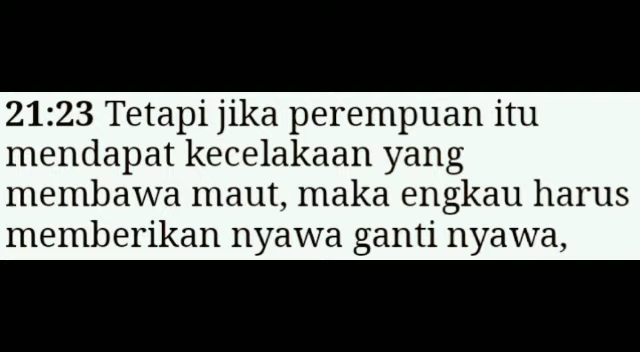 21:23 Tetapi jika perempuan itu
mendapat kecelakaan yang
membawa maut, maka engkau harus
memberikan nyawa ganti nyawa,